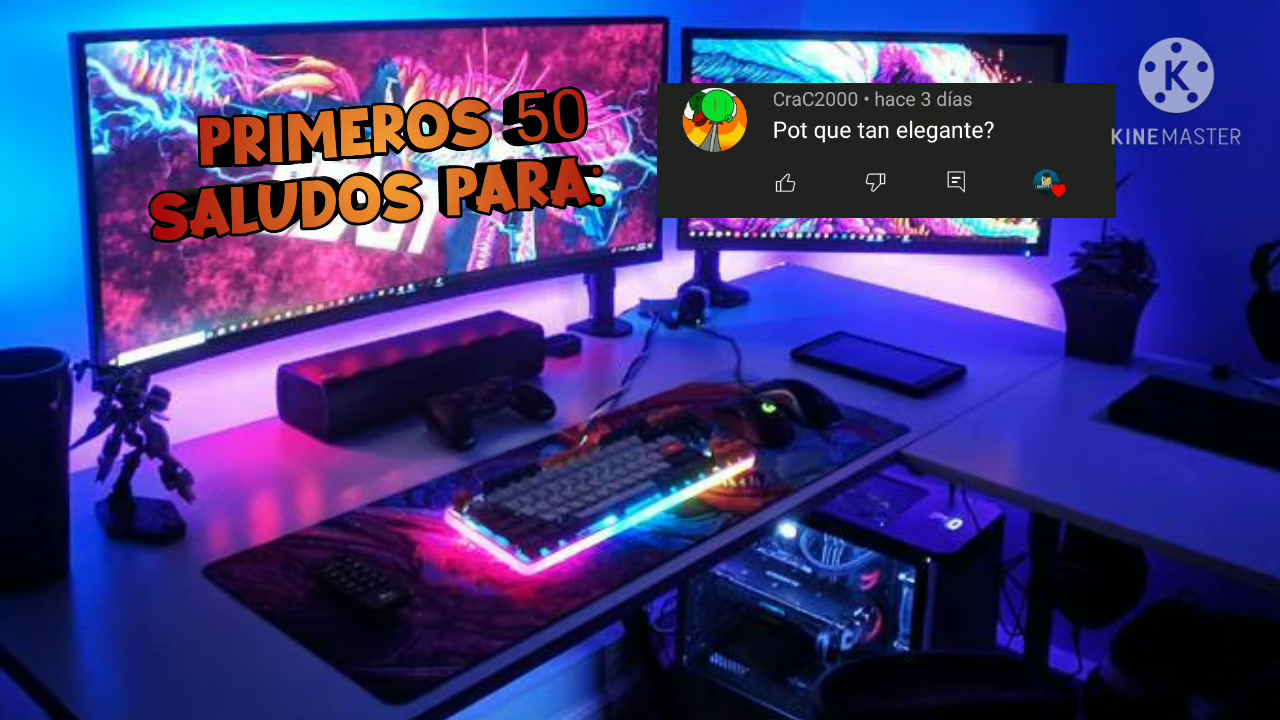 PRIMEROS 50
SALUDOS PARA:
CraC2000 • hace 3 días
Pot que tan elegante?
KINEMASTER